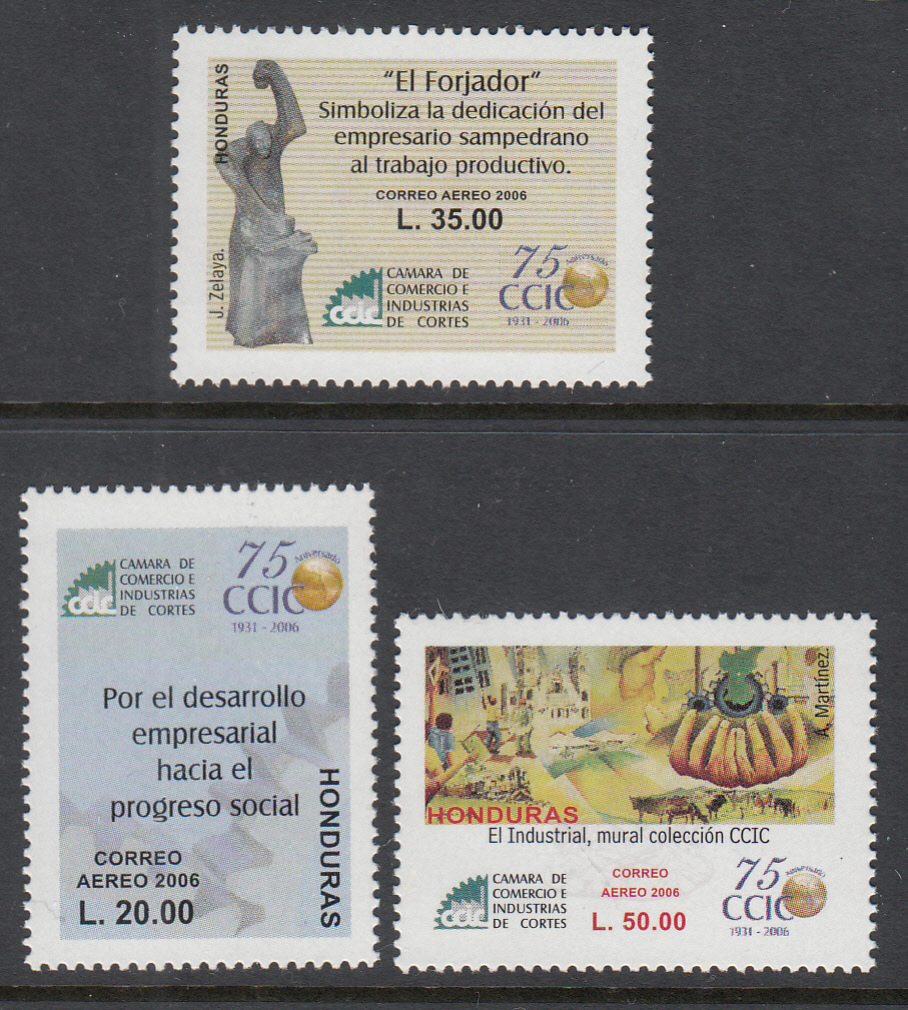 HONDURAS
"El Forjador"
Simboliza la dedicación del
empresario sampedrano
al trabajo productivo.
CORREO AEREO 2006
L. 35.00
J. Zelaya.
ccic
CAMARA DE
COMERCIO E
INDUSTRIAS
DE CORTES
75
Aniversario
CCIC
1931 - 2006
ccic
CAMARA DE
COMERCIO E
INDUSTRIAS
DE CORTES
75
Aniversario
CCIC
1931 - 2006
Por el desarrollo
empresarial
hacia el
progreso social
HONDURAS
CORREO
AEREO 2006
L. 20.00
A. Martínez.
HONDURAS
El Industrial, mural colección CCIC
ccic
CAMARA DE
COMERCIO E
INDUSTRIAS
DE CORTES
CORREO
AEREO 2006
L. 50.00
75
Aniversario
CCIC
1931 - 2006